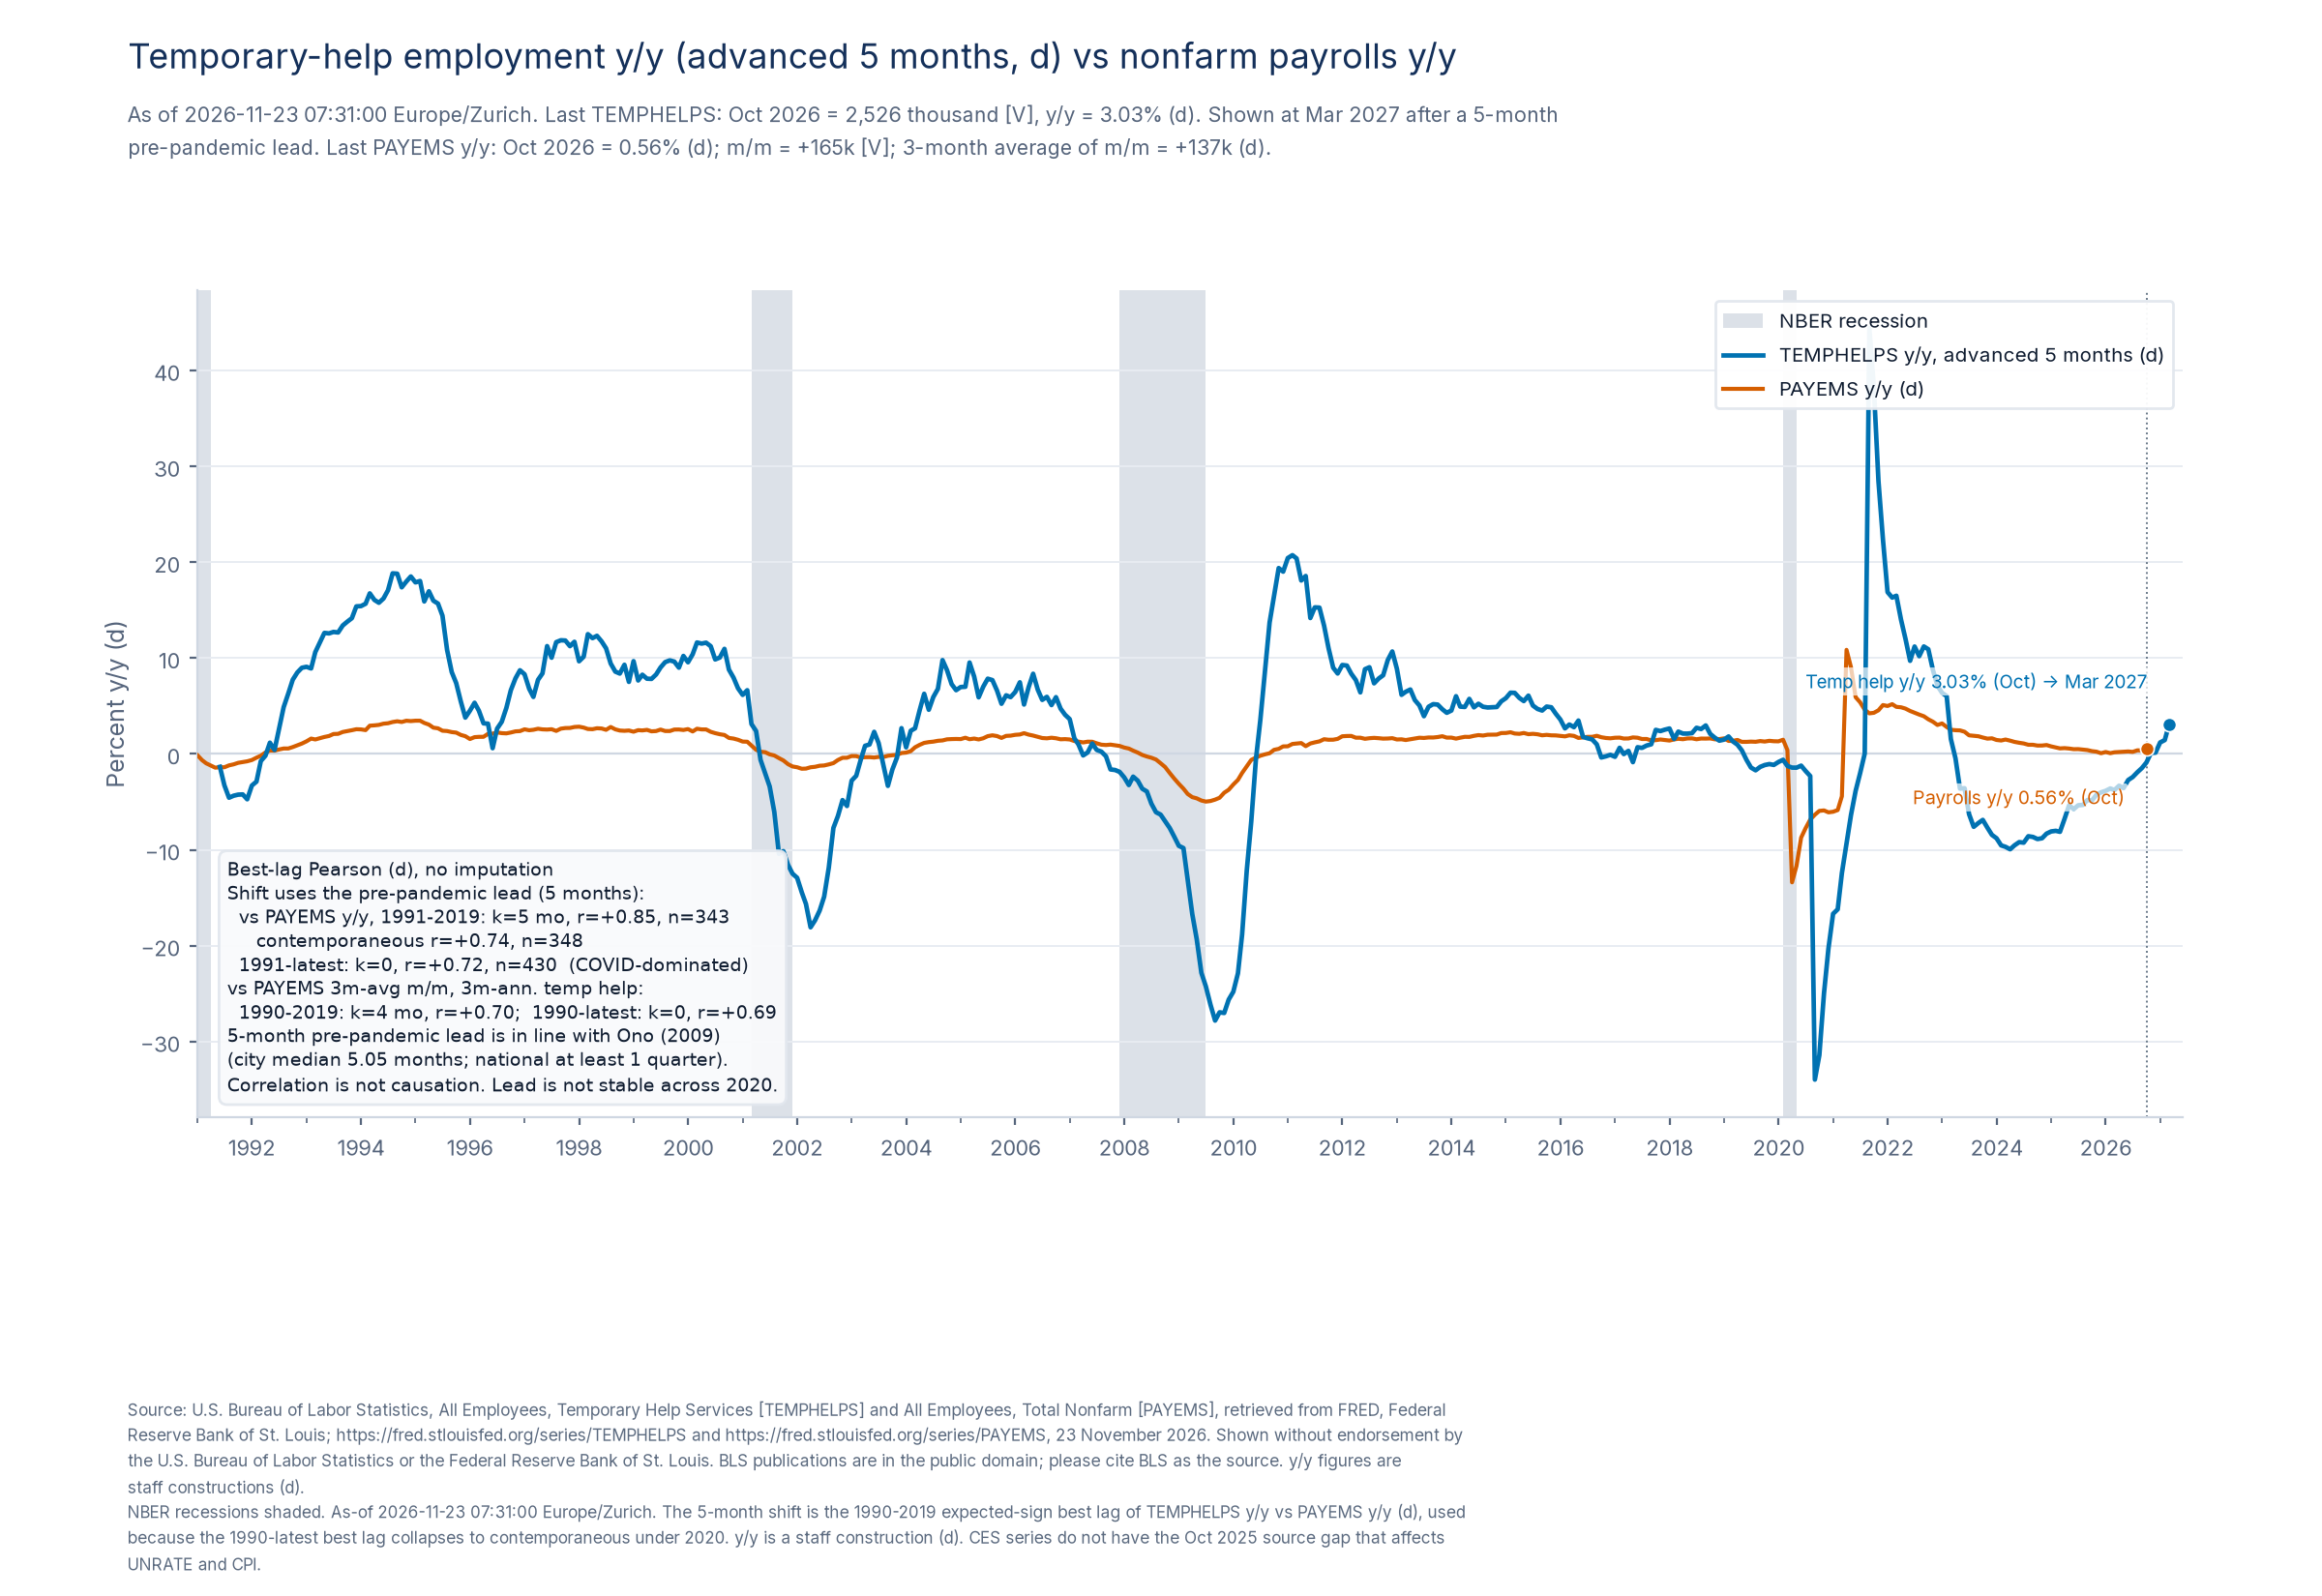 Temporary-help employment y/y (advanced 5 months, d) vs nonfarm payrolls y/y
As of 2026-11-23 07:31:00 Europe/Zurich. Last TEMPHELPS: Oct 2026 = 2,526 thousand [V], y/y = 3.03% (d). Shown at Mar 2027 after a 5-month
pre-pandemic lead. Last PAYEMS y/y: Oct 2026 = 0.56% (d); m/m = +165k [V]; 3-month average of m/m = +137k (d).
NBER recession
TEMPHELPS y/y, advanced 5 months (d)
PAYEMS y/y (d)
Percent y/y (d)
40
30
20
10
0
−10
−20
−30
Temp help y/y 3.03% (Oct) → Mar 2027
Payrolls y/y 0.56% (Oct)
Best-lag Pearson (d), no imputation
Shift uses the pre-pandemic lead (5 months):
vs PAYEMS y/y, 1991-2019: k=5 mo, r=+0.85, n=343
contemporaneous r=+0.74, n=348
1991-latest: k=0, r=+0.72, n=430 (COVID-dominated)
vs PAYEMS 3m-avg m/m, 3m-ann. temp help:
1990-2019: k=4 mo, r=+0.70; 1990-latest: k=0, r=+0.69
5-month pre-pandemic lead is in line with Ono (2009)
(city median 5.05 months; national at least 1 quarter).
Correlation is not causation. Lead is not stable across 2020.
1992 1994 1996 1998 2000 2002 2004 2006 2008 2010 2012 2014 2016 2018 2020 2022 2024 2026
Source: U.S. Bureau of Labor Statistics, All Employees, Temporary Help Services [TEMPHELPS] and All Employees, Total Nonfarm [PAYEMS], retrieved from FRED, Federal
Reserve Bank of St. Louis; https://fred.stlouisfed.org/series/TEMPHELPS and https://fred.stlouisfed.org/series/PAYEMS, 23 November 2026. Shown without endorsement by
the U.S. Bureau of Labor Statistics or the Federal Reserve Bank of St. Louis. BLS publications are in the public domain; please cite BLS as the source. y/y figures are
staff constructions (d).
NBER recessions shaded. As-of 2026-11-23 07:31:00 Europe/Zurich. The 5-month shift is the 1990-2019 expected-sign best lag of TEMPHELPS y/y vs PAYEMS y/y (d), used
because the 1990-latest best lag collapses to contemporaneous under 2020. y/y is a staff construction (d). CES series do not have the Oct 2025 source gap that affects
UNRATE and CPI.